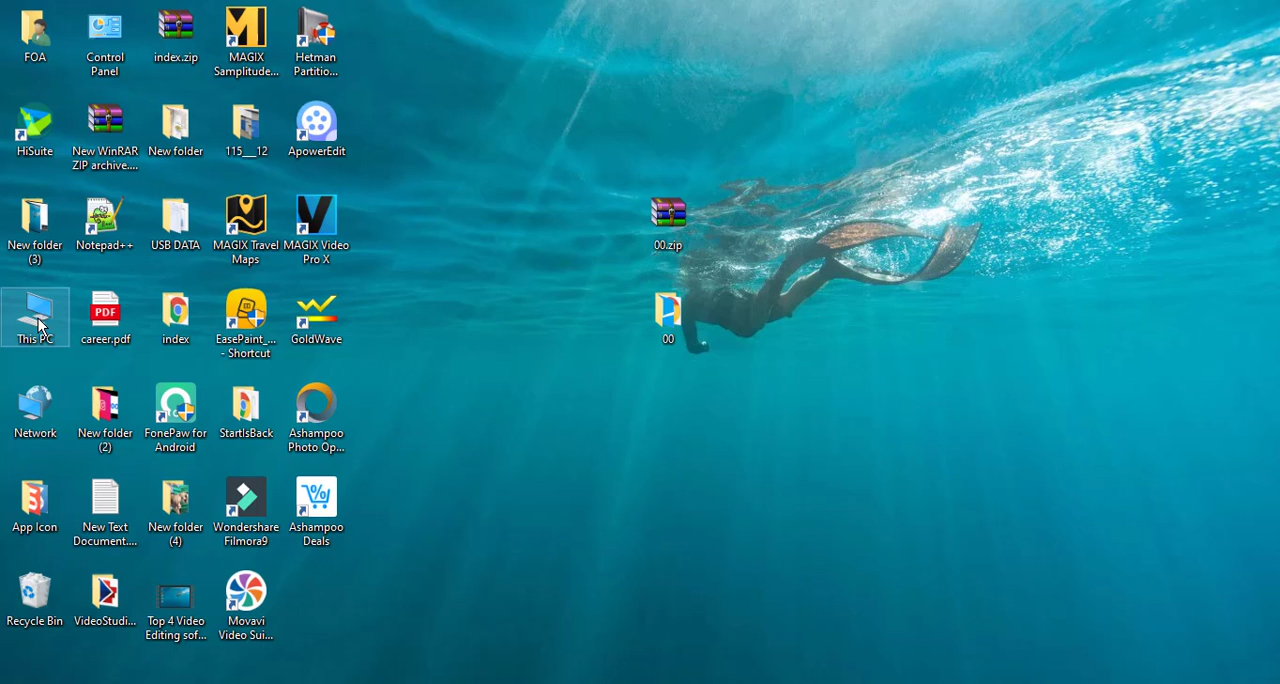 FOA
Control
Panel
index.zip
MAGIX
Samplitude...
Hetman
Partitio...
HiSuite
New WinRAR
ZIP archive....
New folder
115__12
ApowerEdit
New folder
(3)
Notepad++
USB DATA
MAGIX Travel
Maps
MAGIX Video
Pro X
00.zip
This PC
PDF
career.pdf
index
EasePaint_...
- Shortcut
GoldWave
00
Network
New folder
(2)
FonePaw for
Android
StartIsBack
Ashampoo
Photo Op...
App Icon
New Text
Document....
New folder
(4)
Wondershare
Filmora9
Ashampoo
Deals
Recycle Bin
VideoStudi...
Top 4 Video
Editing sof...
Movavi
Video Sui...